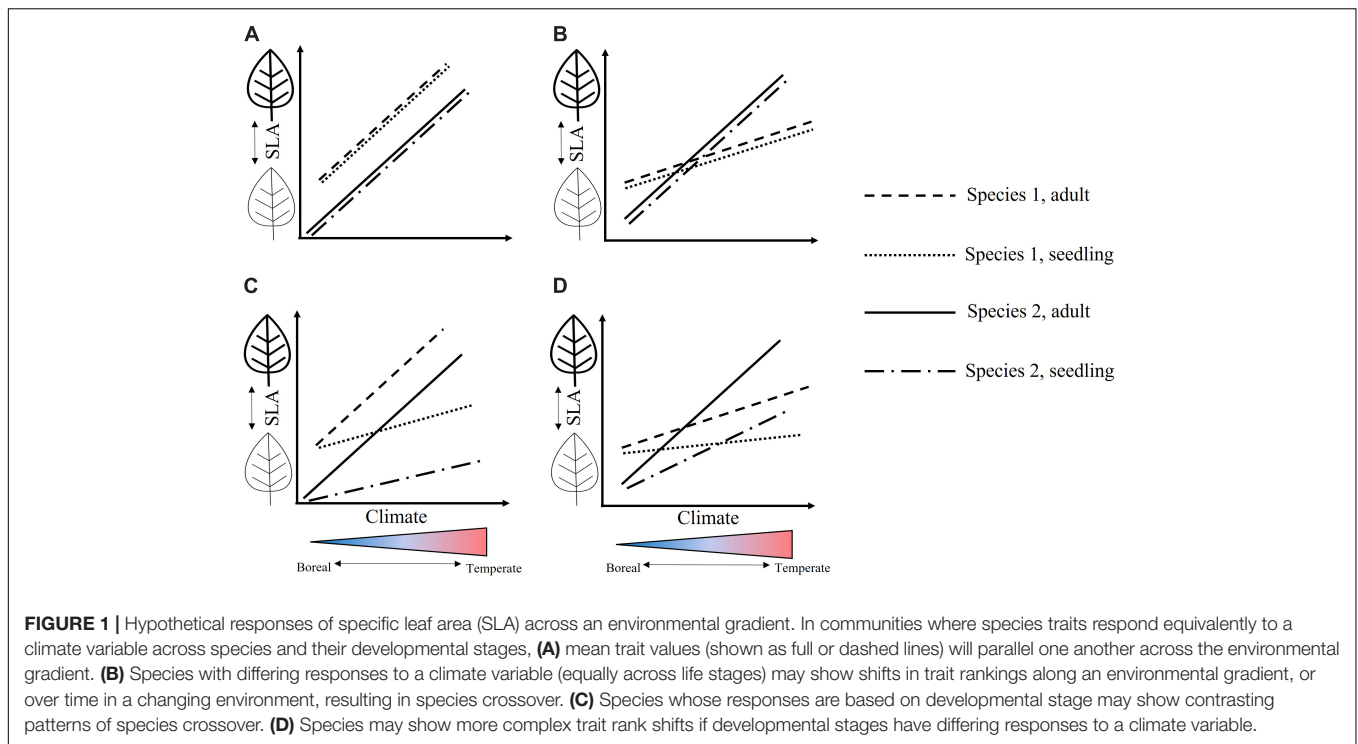 A
B
SLA
SLA
Species 1, adult
Species 1, seedling
Species 2, adult
Species 2, seedling
C
D
SLA
SLA
Climate
Climate
Boreal
Temperate
Boreal
Temperate
FIGURE 1 | Hypothetical responses of specific leaf area (SLA) across an environmental gradient. In communities where species traits respond equivalently to a
climate variable across species and their developmental stages, (A) mean trait values (shown as full or dashed lines) will parallel one another across the environmental
gradient. (B) Species with differing responses to a climate variable (equally across life stages) may show shifts in trait rankings along an environmental gradient, or
over time in a changing environment, resulting in species crossover. (C) Species whose responses are based on developmental stage may show contrasting
patterns of species crossover. (D) Species may show more complex trait rank shifts if developmental stages have differing responses to a climate variable.